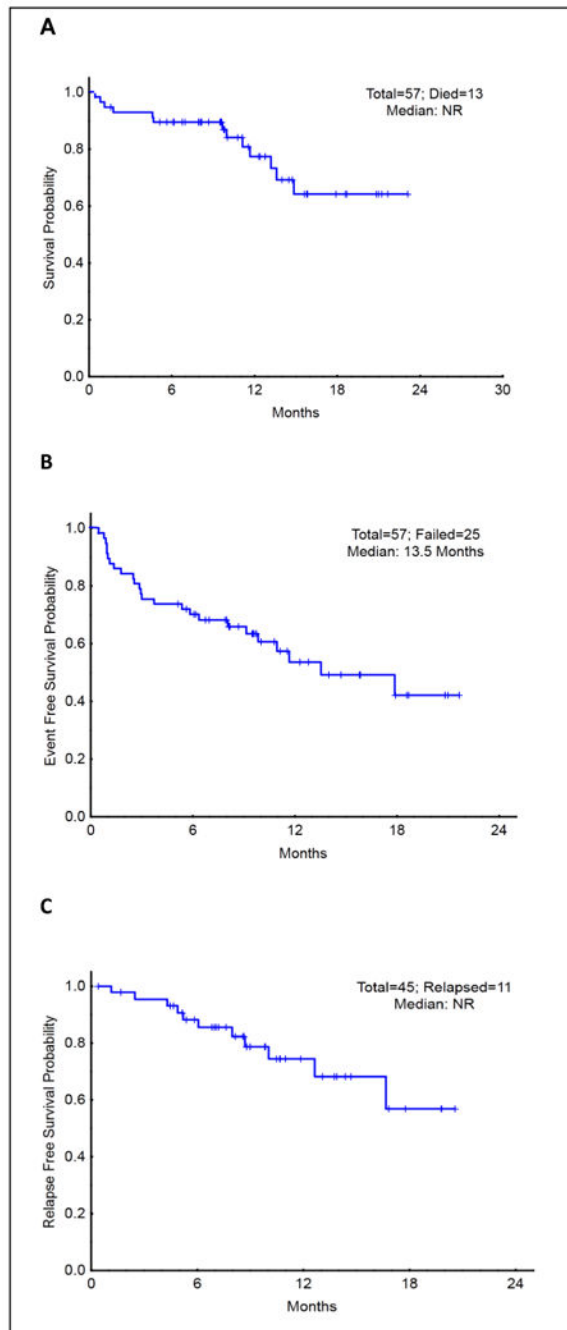 A
Total=57; Died=13
Median: NR
Survival Probability
1.0
0.8
0.6
0.4
0.2
0.0
0 6 12 18 24 30
Months
B
Total=57; Failed=25
Median: 13.5 Months
Event Free Survival Probability
1.0
0.8
0.6
0.4
0.2
0.0
0 6 12 18 24
Months
C
Total=45; Relapsed=11
Median: NR
Relapse Free Survival Probability
1.0
0.8
0.6
0.4
0.2
0.0
0 6 12 18 24
Months